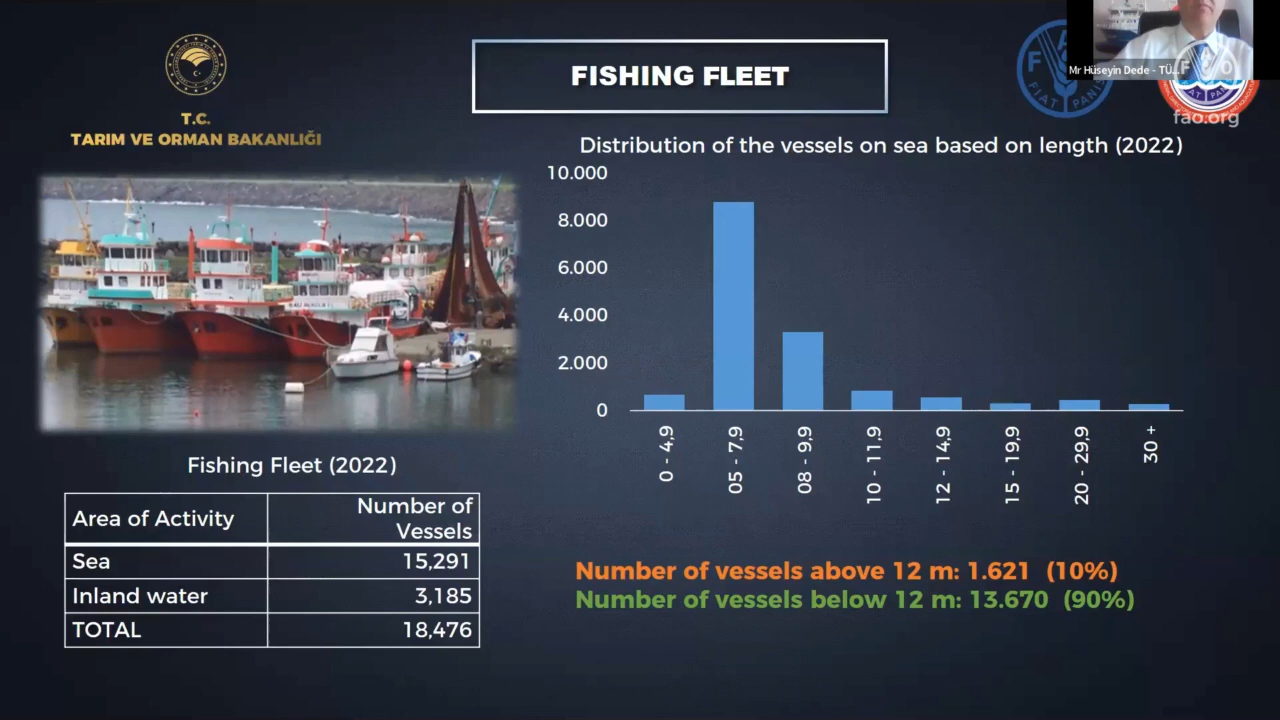 FISHING FLEET
T.C.
TARIM VE ORMAN BAKANLIĞI
Mr Hüseyin Dede - TÜ...
F A O
FIAT PANIS
fao.org
Distribution of the vessels on sea based on length (2022)
10.000
8.000
6.000
4.000
2.000
0
0 - 4,9
05 - 7,9
08 - 9,9
10 - 11,9
12 - 14,9
15 - 19,9
20 - 29,9
30 +
Fishing Fleet (2022)
Area of Activity
Number of
Vessels
Sea 15,291
Inland water 3,185
TOTAL 18,476
Number of vessels above 12 m: 1.621 (10%)
Number of vessels below 12 m: 13.670 (90%)